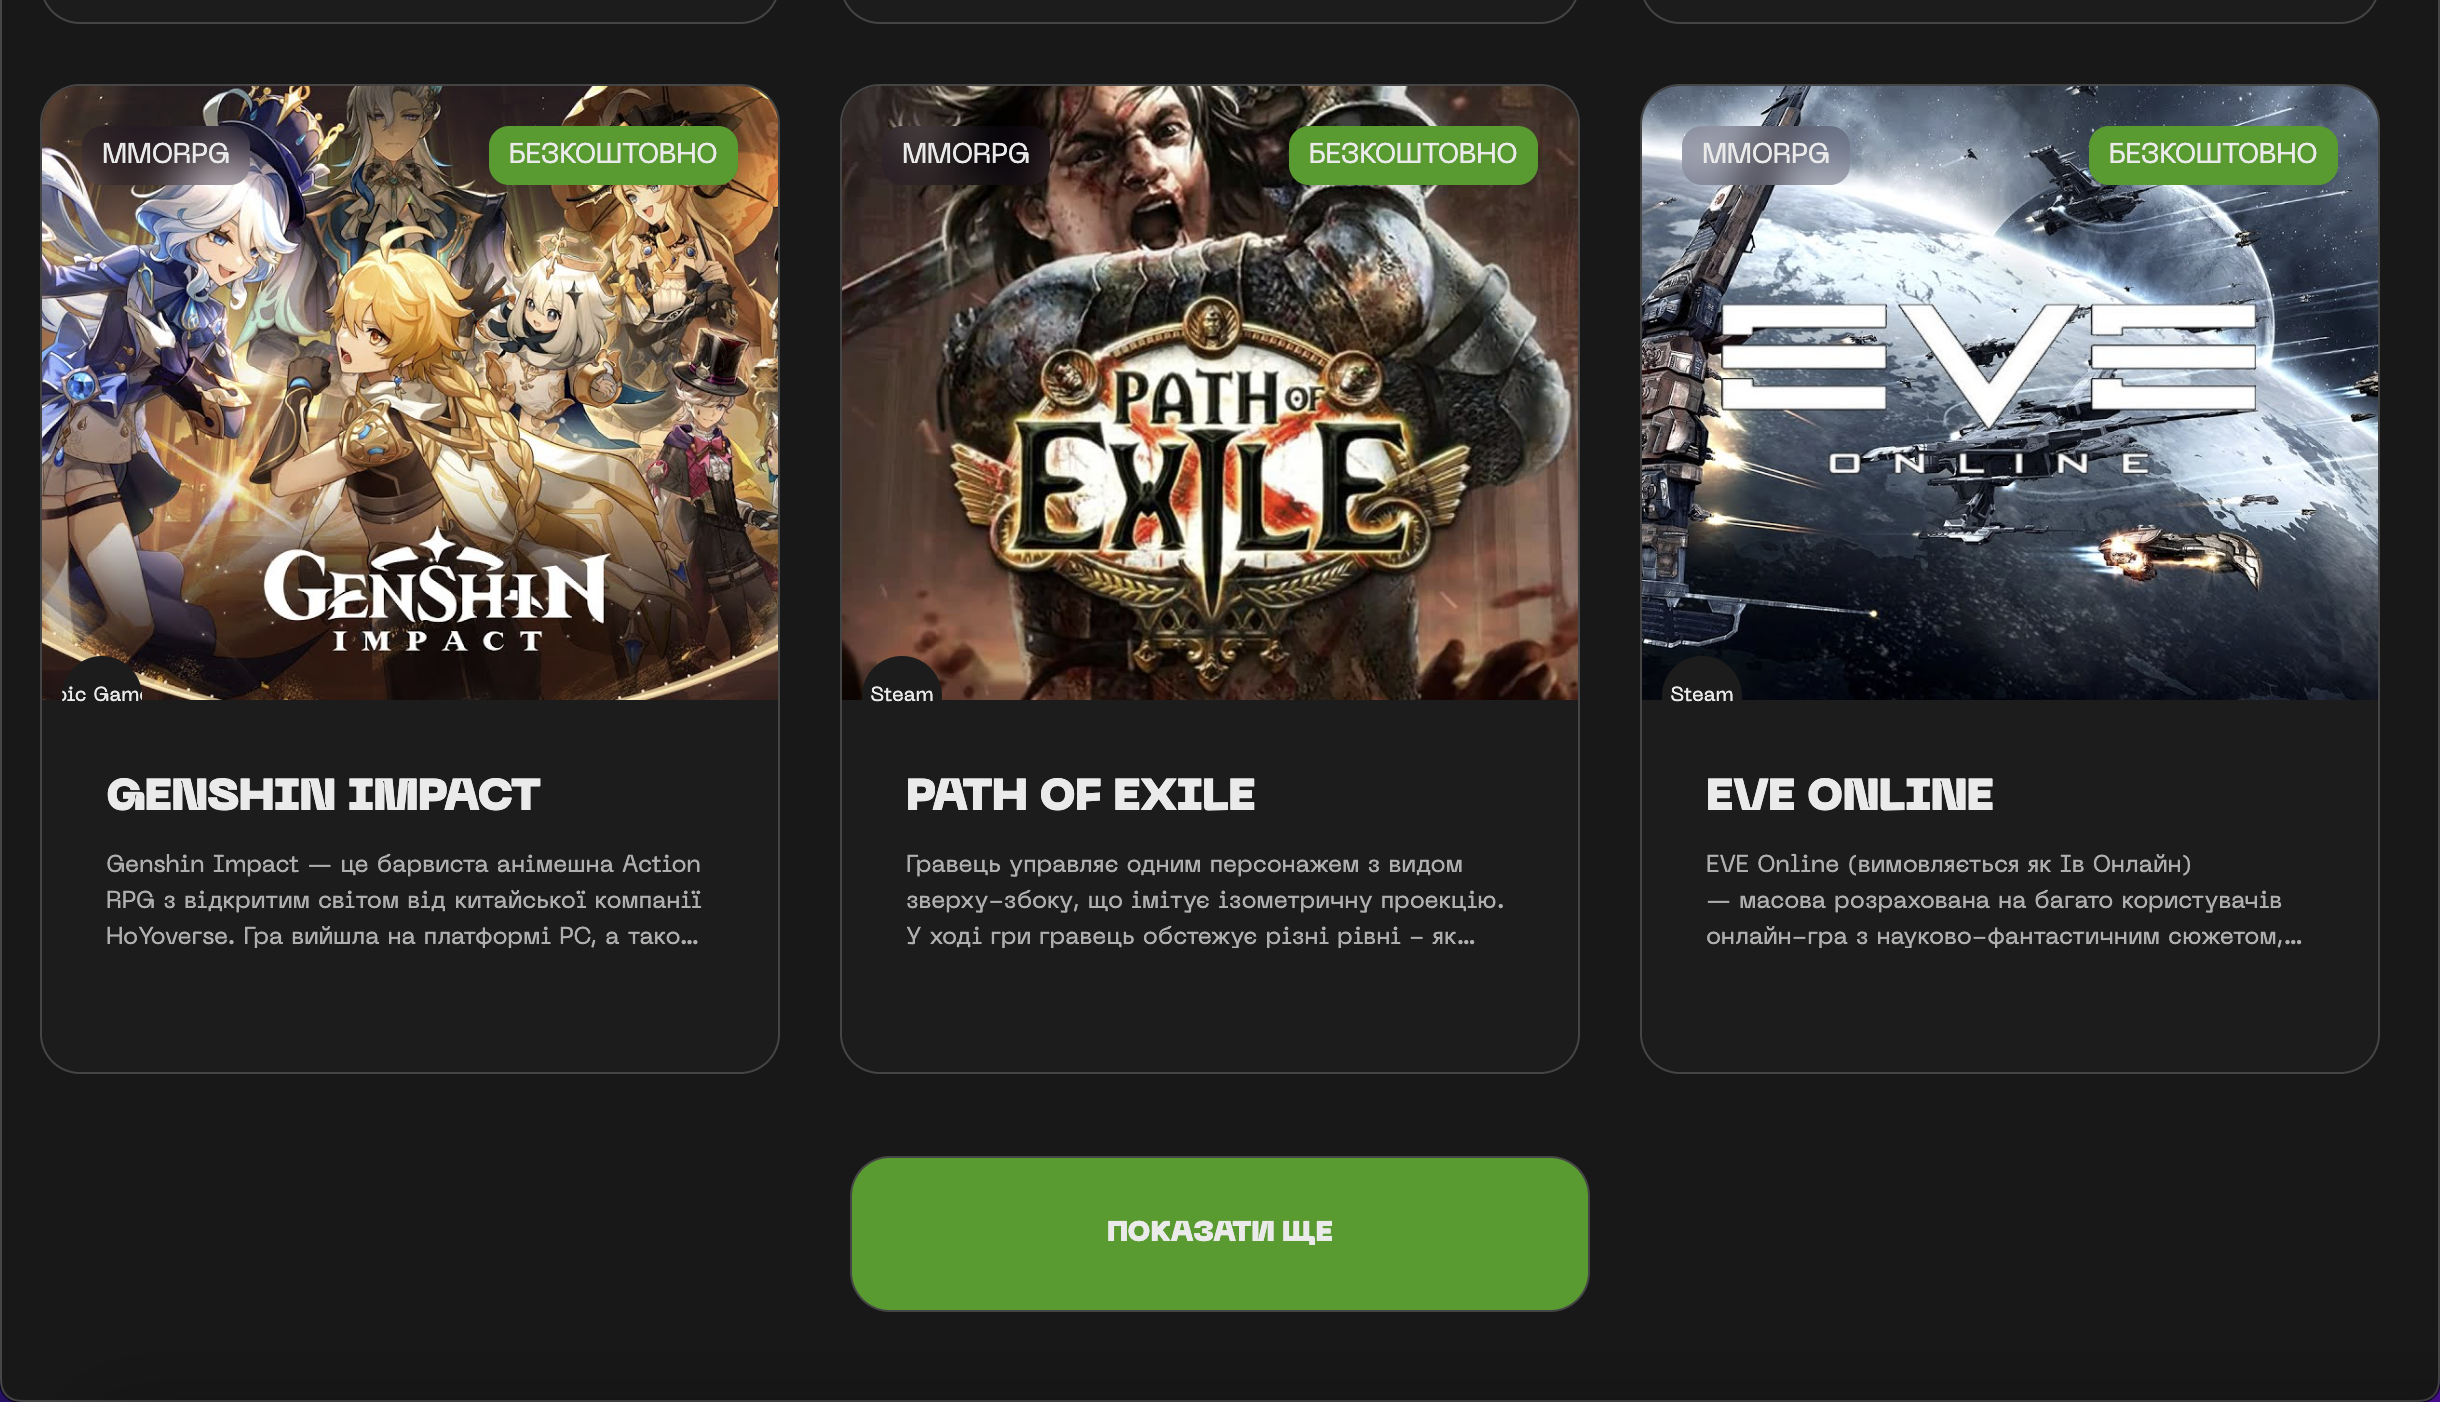 MMORPG
БЕЗКОШТОВНО
GENSHIN
IMPACT
pic Game
GENSHIN IMPACT
Genshin Impact — це барвиста анімешна Action
RPG з відкритим світом від китайської компанії
HoYoverse. Гра вийшла на платформі PC, а тако...
MMORPG
БЕЗКОШТОВНО
PATH OF
EXILE
Steam
PATH OF EXILE
Гравець управляє одним персонажем з видом
зверху-збоку, що імітує ізометричну проекцію.
У ході гри гравець обстежує різні рівні - як...
MMORPG
БЕЗКОШТОВНО
EVE
ONLINE
Steam
EVE ONLINE
EVE Online (вимовляється як Ів Онлайн)
— масова розрахована на багато користувачів
онлайн-гра з науково-фантастичним сюжетом,...
ПОКАЗАТИ ЩЕ